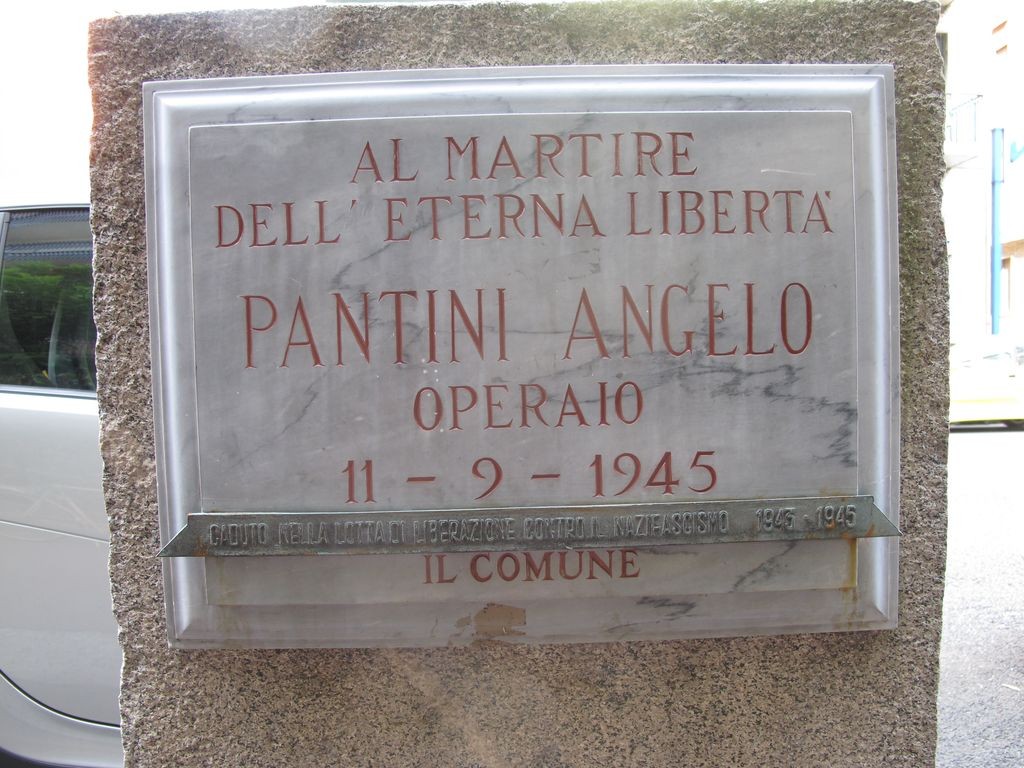 AL MARTIRE
DELL' ETERNA LIBERTA'
PANTINI ANGELO
OPERAIO
11 - 9 - 1945
CADUTO NELLA LOTTA DI LIBERAZIONE CONTRO IL NAZIFASCISMO 1943 - 1945
IL COMUNE